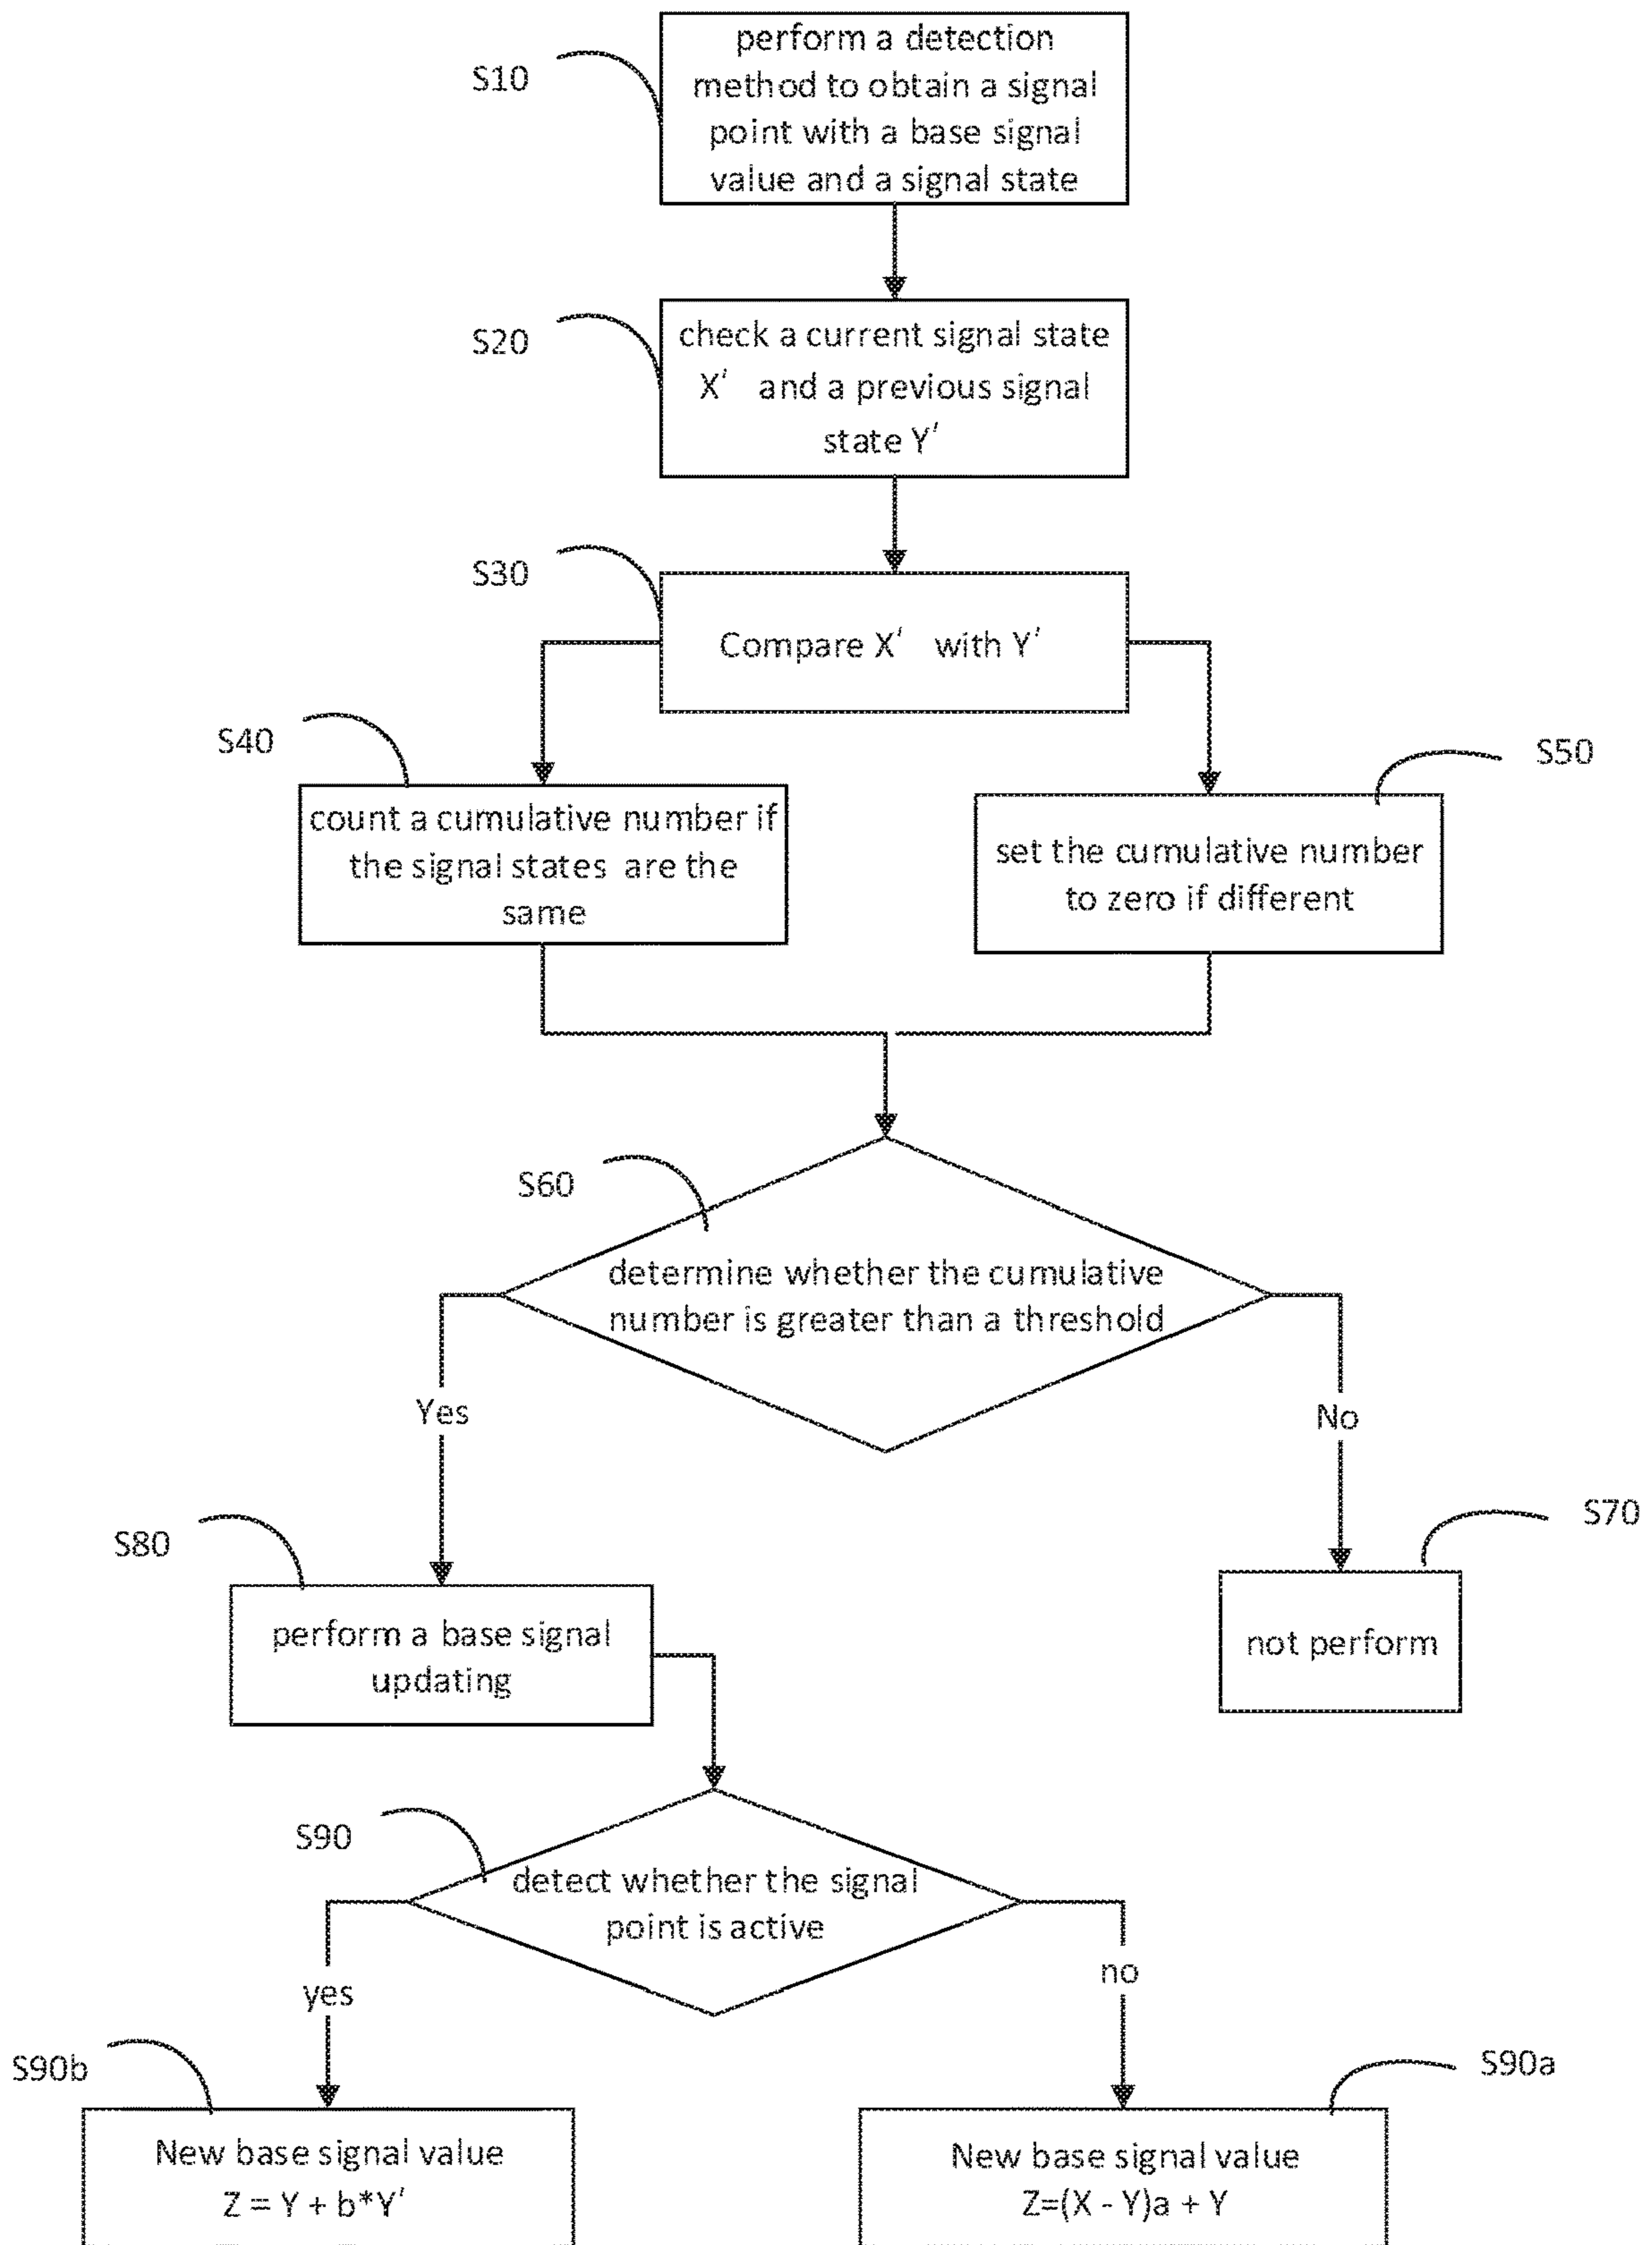 S10
perform a detection
method to obtain a signal
point with a base signal
value and a signal state
S20
check a current signal state
X' and a previous signal
state Y'
S30
Compare X' with Y'
S40
count a cumulative number if
the signal states are the
same
S50
set the cumulative number
to zero if different
S60
determine whether the cumulative
number is greater than a threshold
Yes
No
S80
perform a base signal
updating
S70
not perform
S90
detect whether the signal
point is active
yes
no
S90b
New base signal value
Z = Y + b*Y'
S90a
New base signal value
Z=(X - Y)a + Y